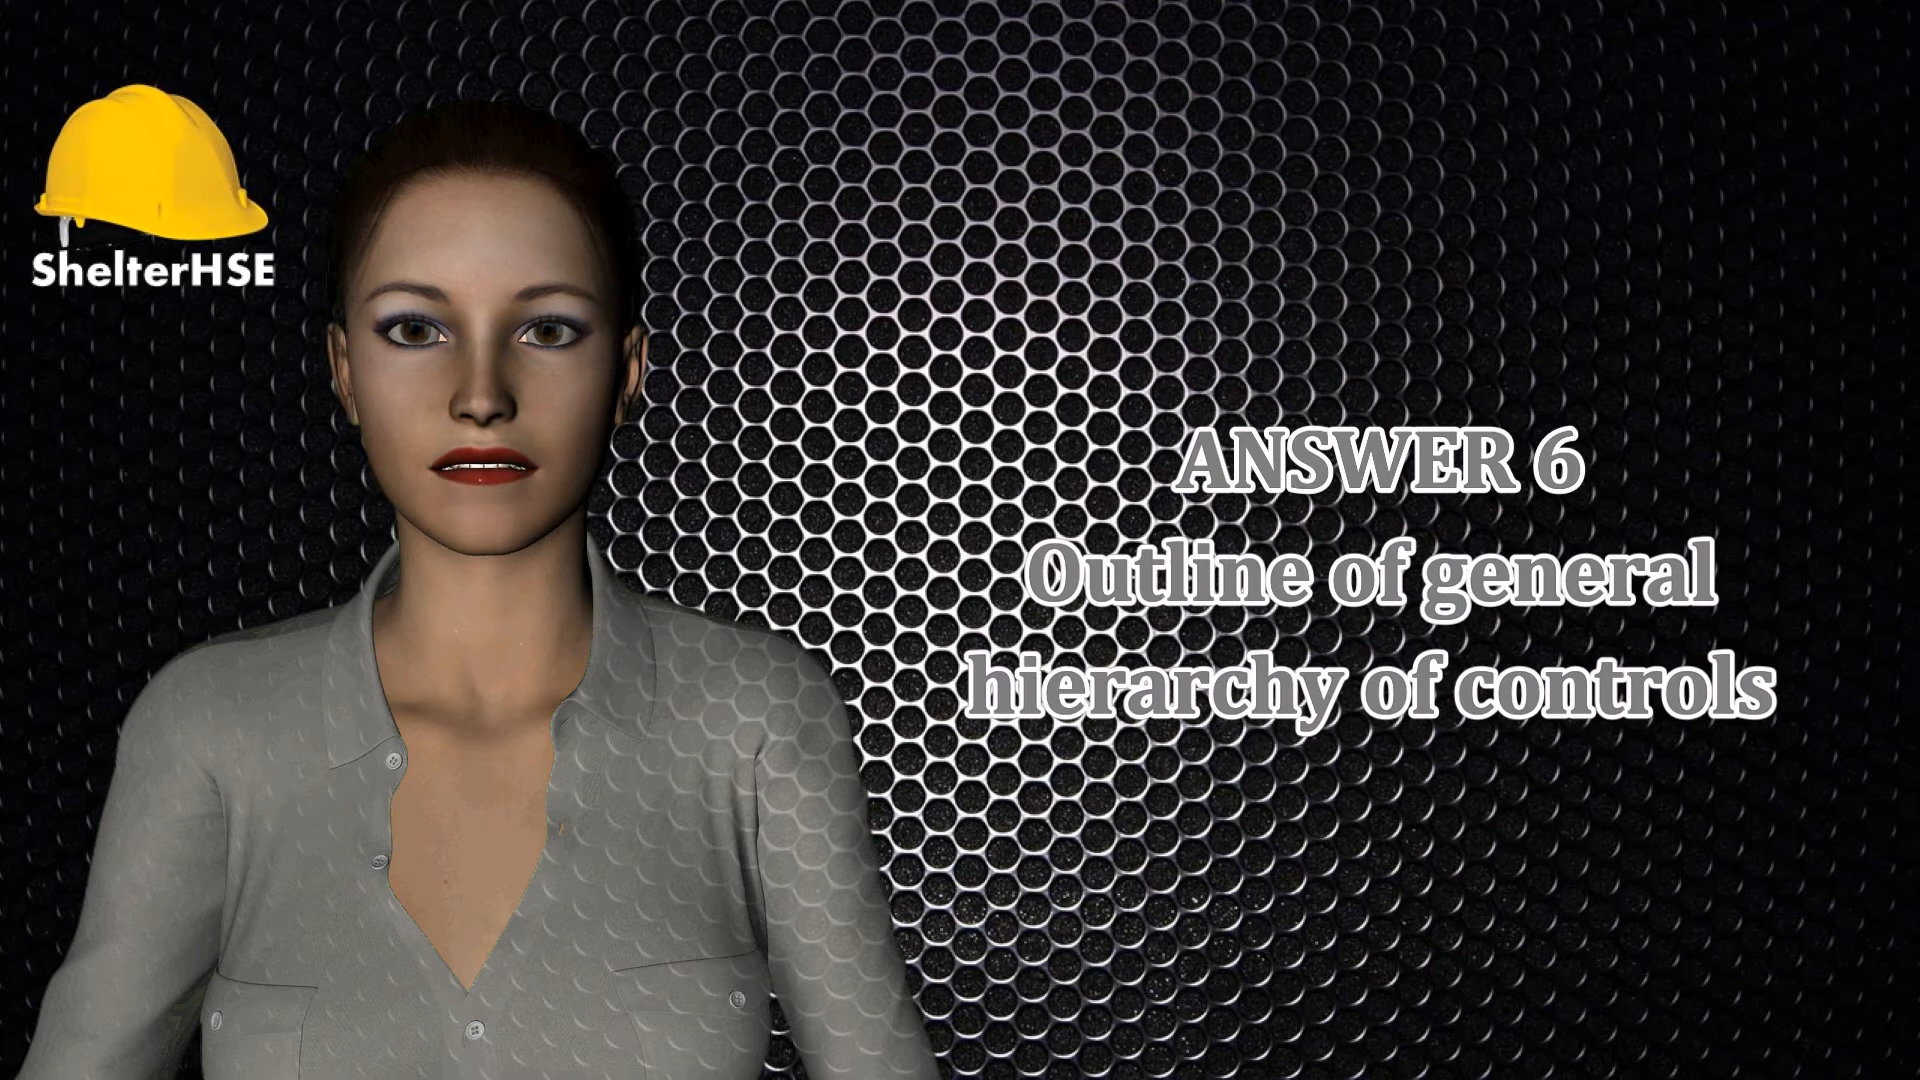 ShelterHSE
ANSWER 6
Outline of general
hierarchy of controls